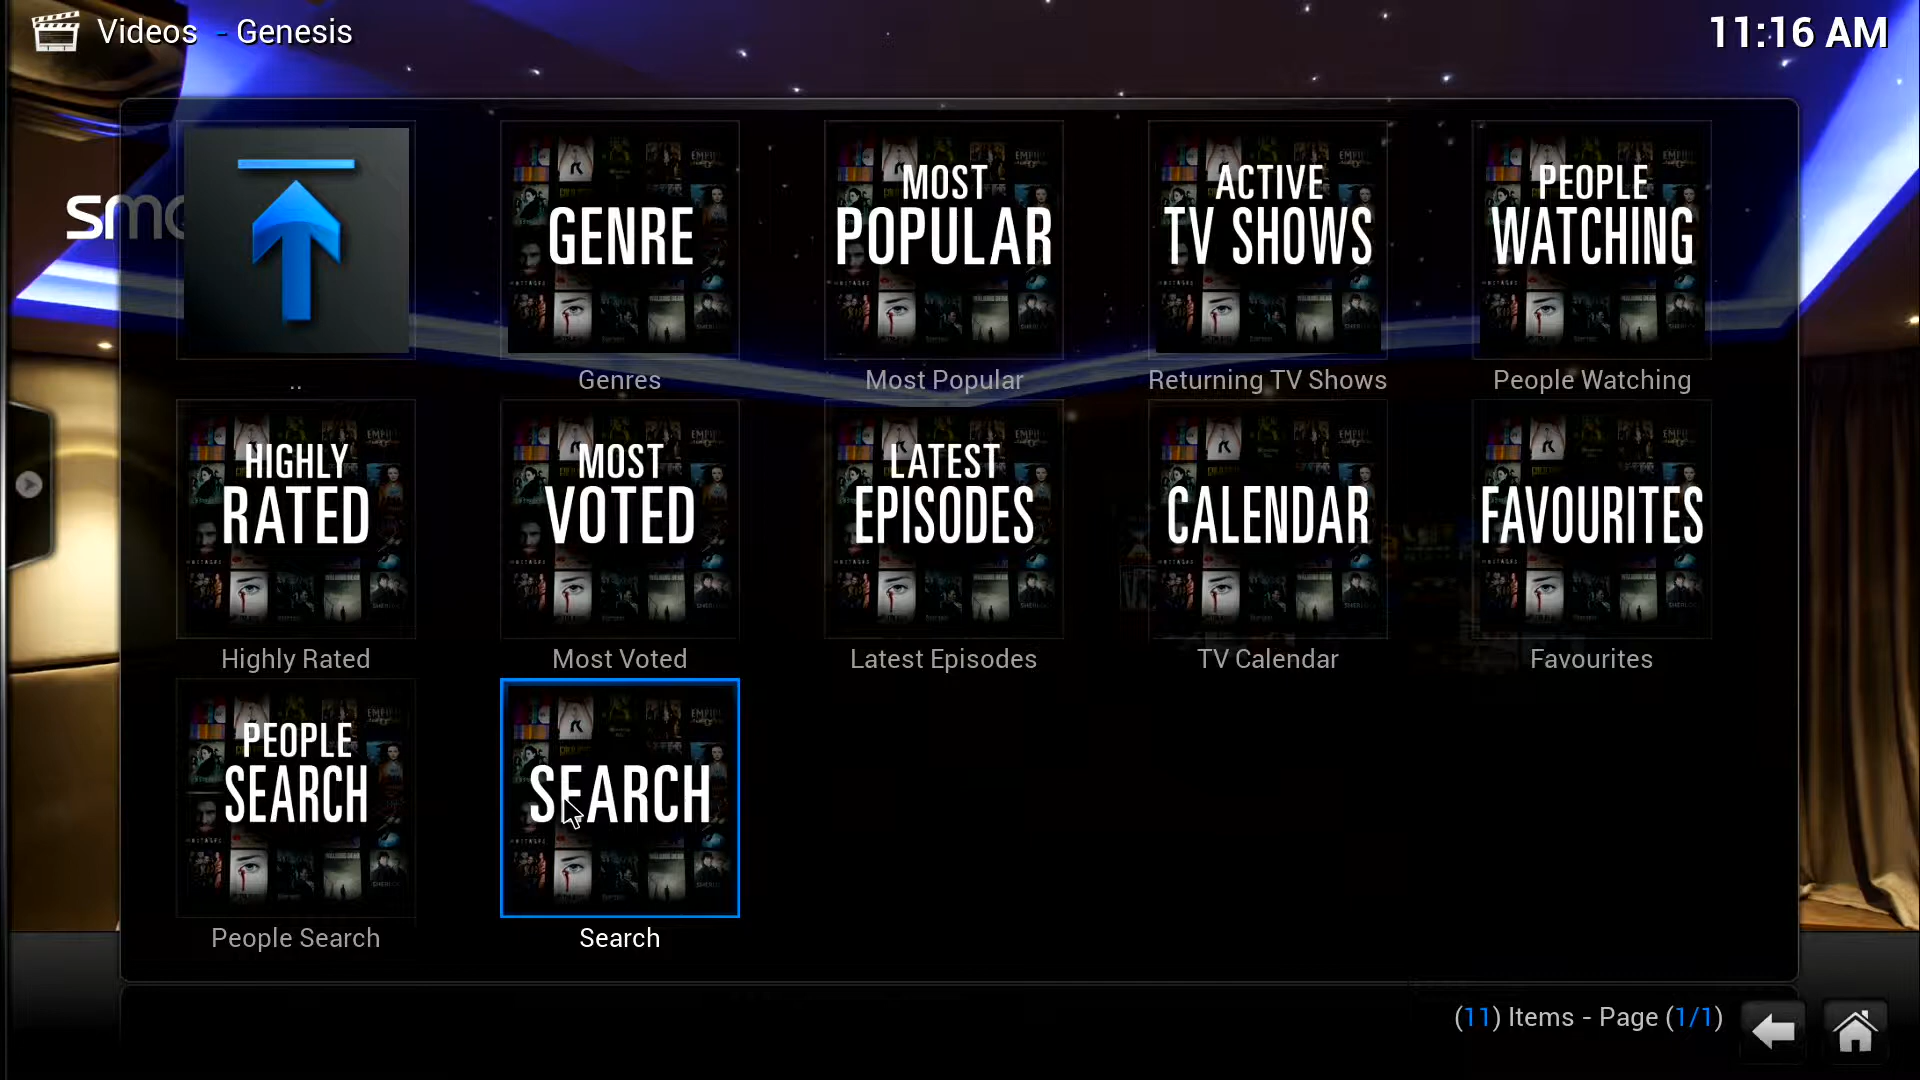 Videos - Genesis
11:16 AM
GENRE
MOST
POPULAR
ACTIVE
TV SHOWS
PEOPLE
WATCHING
..
Genres
Most Popular
Returning TV Shows
People Watching
HIGHLY
RATED
MOST
VOTED
LATEST
EPISODES
CALENDAR
FAVOURITES
Highly Rated
Most Voted
Latest Episodes
TV Calendar
Favourites
PEOPLE
SEARCH
SEARCH
People Search
Search
(11) Items - Page (1/1)